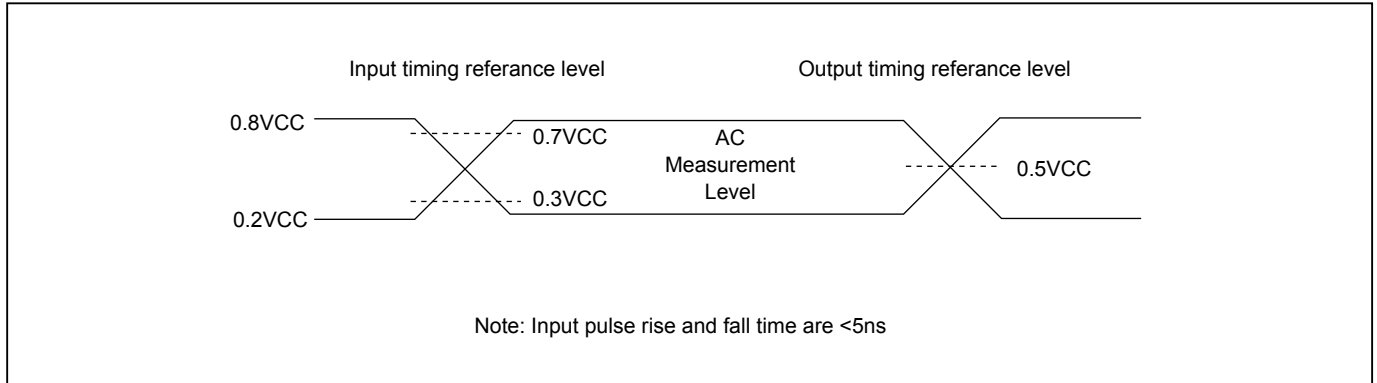 Input timing referance level
Output timing referance level
0.8VCC
0.7VCC
AC
Measurement
Level
0.5VCC
0.3VCC
0.2VCC
Note: Input pulse rise and fall time are <5ns